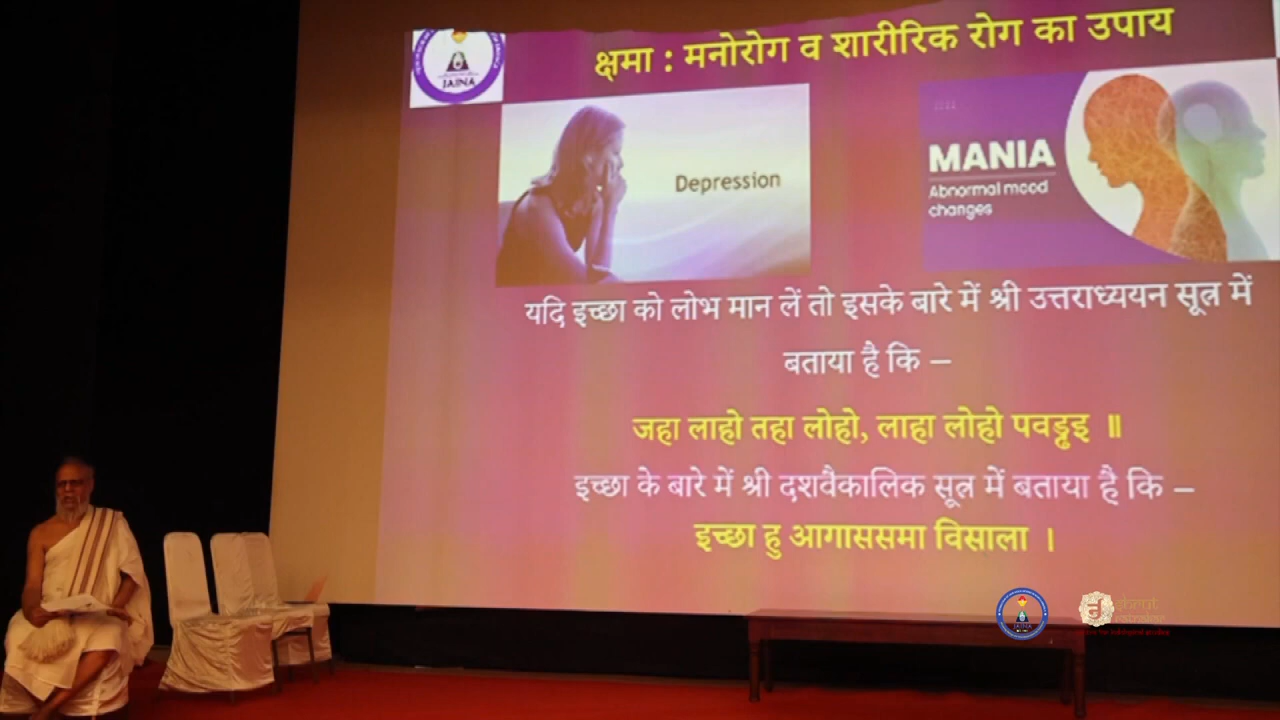 क्षमा : मनोरोग व शारीरिक रोग का उपाय
JAINA
Depression
MANIA
Abnormal mood
changes
यदि इच्छा को लोभ मान लें तो इसके बारे में श्री उत्तराध्ययन सूत्र में
बताया है कि –
जहा लाहो तहा लोहो, लाहा लोहो पवड्ढइ ॥
इच्छा के बारे में श्री दशवैकालिक सूत्र में बताया है कि –
इच्छा हु आगाससमा विसाला ।
JAINA